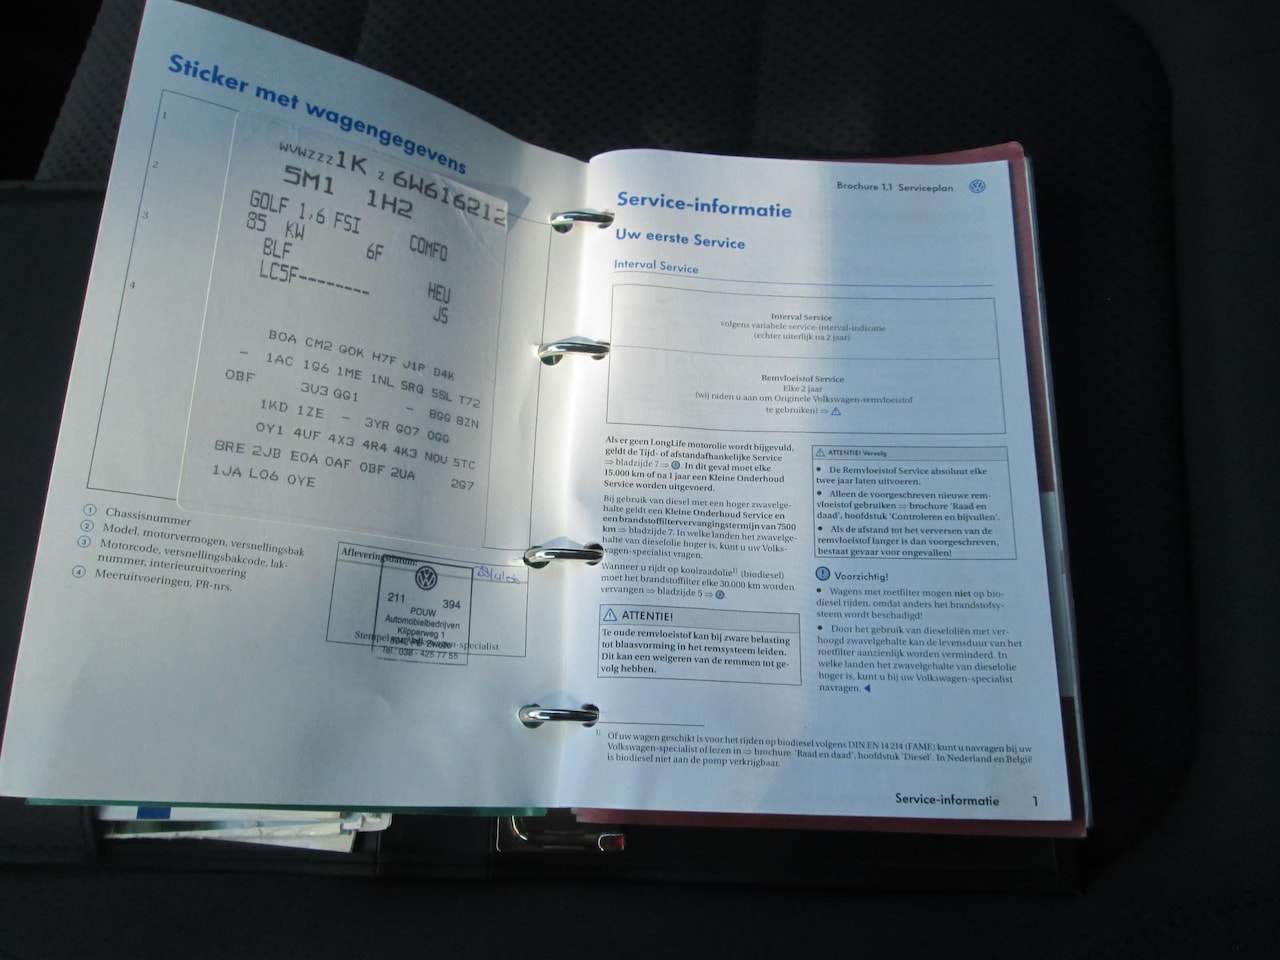 Sticker met wagengegevens
1
2
3
4
WVWZZZ1K Z 6W616212
5M1 1H2
GOLF 1,6 FSI COMFO
85 KW 6F
BLF HEU
LC5F-------- JS
BOA CM2 GOK H7F J1P D4K
- 1AC 1G6 1ME 1NL 5RQ 5SL T72
OBF 3U3 QG1 - 8GG 8ZN
1KD 1ZE - 3YR Q07 0GG
OY1 4UF 4X3 4R4 4K3 NOU 5TC
8RE 2JB EOA OAF OBF 2UA 2G7
1JA LO6 OYE
1 Chassisnummer
2 Model, motorvermogen, versnellingsbak
3 Motorcode, versnellingsbakcode, lak-
nummer, interieuruitvoering
4 Meeruitvoeringen, PR-nrs.
Afleveringsdatum:
211 394
POUW
Automobielbedrijven
Klipperweg 1
Tel.: 038 - 425 77 55
Brochure 1.1 Serviceplan
Service-informatie
Uw eerste Service
Interval Service
Interval Service
volgens variabele service-interval-indicatie
(echter uiterlijk na 2 jaar)
Remvloeistof Service
Elke 2 jaar
(wij raden u aan om Originele Volkswagen-remvloeistof
te gebruiken) ⇒ ⚠
Als er geen LongLife motorolie wordt bijgevuld,
geldt de Tijd- of afstandafhankelijke Service
⇒ bladzijde 7 ⇒ . In dit geval moet elke
15.000 km of na 1 jaar een Kleine Onderhoud
Service worden uitgevoerd.
Bij gebruik van diesel met een hoger zwavelge-
halte geldt een Kleine Onderhoud Service en
een brandstoffiltervervangingstermijn van 7500
km ⇒ bladzijde 7. In welke landen het zwavelge-
halte van dieselolie hoger is, kunt u uw Volks-
wagen-specialist vragen.
Wanneer u rijdt op koolzaadolie¹⁾ (biodiesel)
moet het brandstoffilter elke 30.000 km worden
vervangen ⇒ bladzijde 5 ⇒ .
ATTENTIE!
Te oude remvloeistof kan bij zware belasting
tot blaasvorming in het remsysteem leiden.
Dit kan een weigeren van de remmen tot ge-
volg hebben.
ATTENTIE! Vervolg
• De Remvloeistof Service absoluut elke
twee jaar laten uitvoeren.
• Alleen de voorgeschreven nieuwe rem-
vloeistof gebruiken ⇒ brochure 'Raad en
daad', hoofdstuk 'Controleren en bijvullen'.
• Als de afstand tot het verversen van de
remvloeistof langer is dan voorgeschreven,
bestaat gevaar voor ongevallen!
Voorzichtig!
• Wagens met roetfilter mogen niet op bio-
diesel rijden, omdat anders het brandstofsy-
steem wordt beschadigd!
• Door het gebruik van dieseloliën met ver-
hoogd zwavelgehalte kan de levensduur van het
roetfilter aanzienlijk worden verminderd. In
welke landen het zwavelgehalte van dieselolie
hoger is, kunt u bij uw Volkswagen-specialist
navragen. ◀
¹⁾ Of uw wagen geschikt is voor het rijden op biodiesel volgens DIN EN 14 214 (FAME) kunt u navragen bij uw
Volkswagen-specialist of lezen in ⇒ brochure 'Raad en daad', hoofdstuk 'Diesel'. In Nederland en België
is biodiesel niet aan de pomp verkrijgbaar.
Service-informatie 1